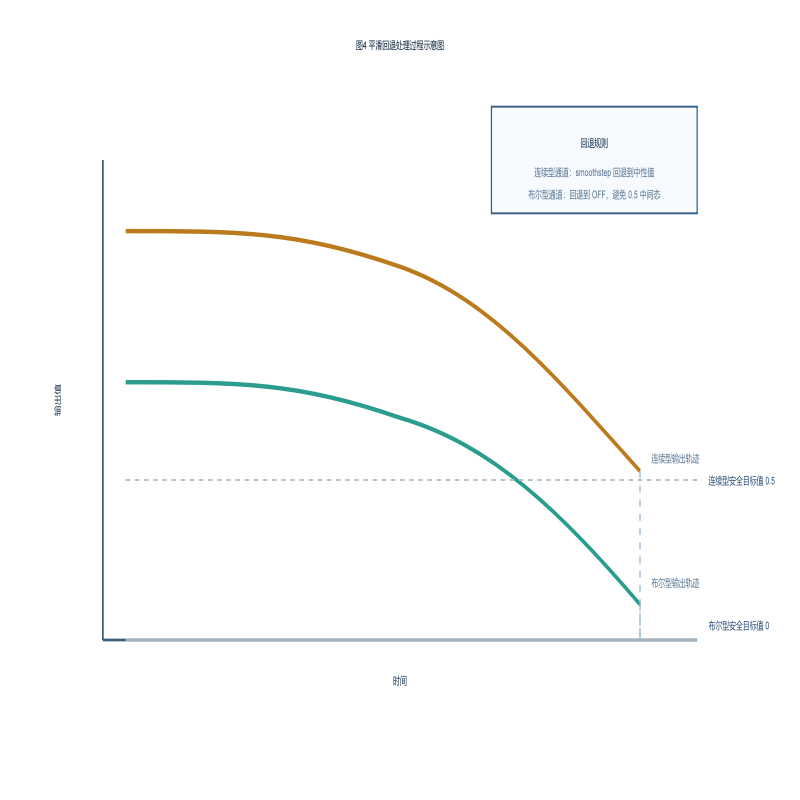 图4 平滑回退处理过程示意图
回退规则
连续型通道：smoothstep 回退到中性值
布尔型通道：回退到 OFF，避免 0.5 中间态
输出值
连续型输出轨迹
连续型安全目标值 0.5
布尔型输出轨迹
布尔型安全目标值 0
时间